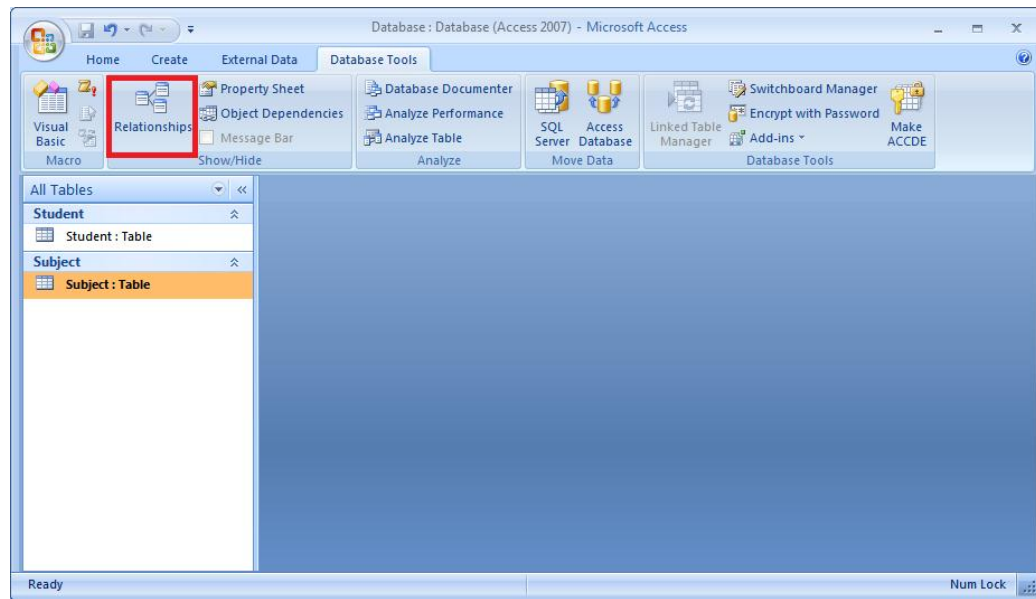 Database : Database (Access 2007) - Microsoft Access
Home Create External Data Database Tools
Visual Basic
Macro
Relationships
Property Sheet
Object Dependencies
Message Bar
Show/Hide
Database Documenter
Analyze Performance
Analyze Table
Analyze
SQL Server
Access Database
Move Data
Linked Table Manager
Switchboard Manager
Encrypt with Password
Add-ins
Make ACCDE
Database Tools
All Tables
Student
Student : Table
Subject
Subject : Table
Ready
Num Lock